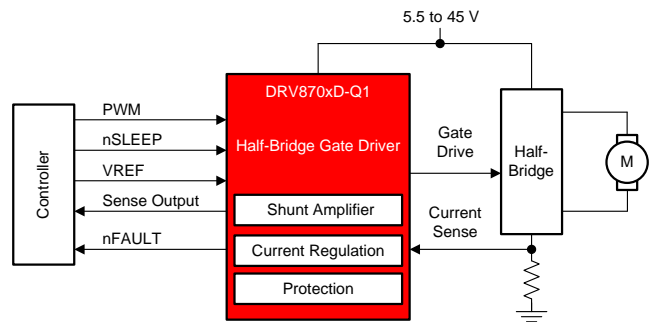 5.5 to 45 V
DRV870xD-Q1
Half-Bridge Gate Driver
Shunt Amplifier
Current Regulation
Protection
Controller
PWM
nSLEEP
VREF
Sense Output
nFAULT
Gate
Drive
Current
Sense
Half-
Bridge
M